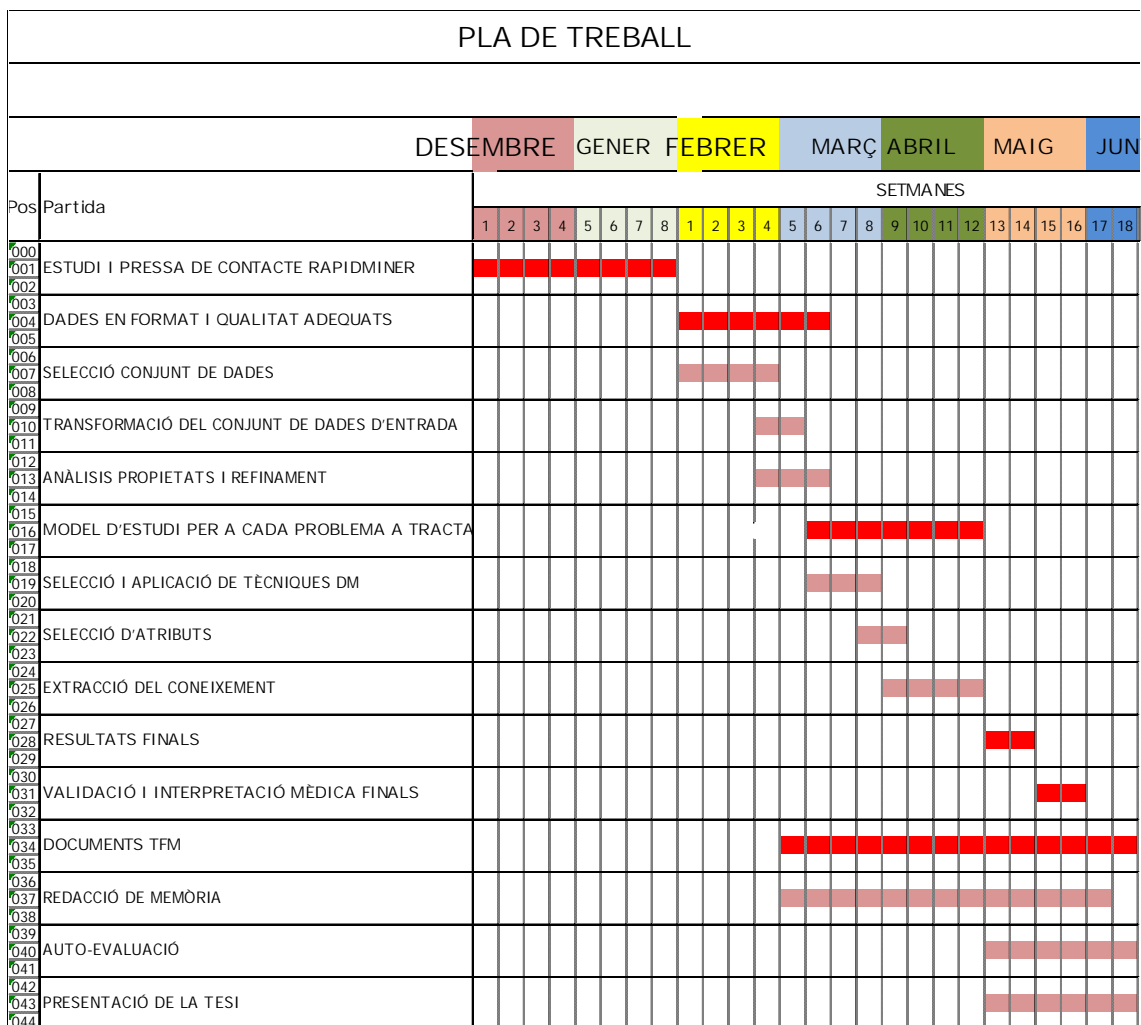 PLA DE TREBALL
DESEMBRE GENER FEBRER MARÇ ABRIL MAIG JUN
Pos Partida SETMANES
1 2 3 4 5 6 7 8 1 2 3 4 5 6 7 8 9 10 11 12 13 14 15 16 17 18
000
001 ESTUDI I PRESSA DE CONTACTE RAPIDMINER
002
003
004 DADES EN FORMAT I QUALITAT ADEQUATS
005
006
007 SELECCIÓ CONJUNT DE DADES
008
009
010 TRANSFORMACIÓ DEL CONJUNT DE DADES D'ENTRADA
011
012
013 ANÀLISIS PROPIETATS I REFINAMENT
014
015
016 MODEL D'ESTUDI PER A CADA PROBLEMA A TRACTA
017
018
019 SELECCIÓ I APLICACIÓ DE TÈCNIQUES DM
020
021
022 SELECCIÓ D'ATRIBUTS
023
024
025 EXTRACCIÓ DEL CONEIXEMENT
026
027
028 RESULTATS FINALS
029
030
031 VALIDACIÓ I INTERPRETACIÓ MÈDICA FINALS
032
033
034 DOCUMENTS TFM
035
036
037 REDACCIÓ DE MEMÒRIA
038
039
040 AUTO-EVALUACIÓ
041
042
043 PRESENTACIÓ DE LA TESI
044